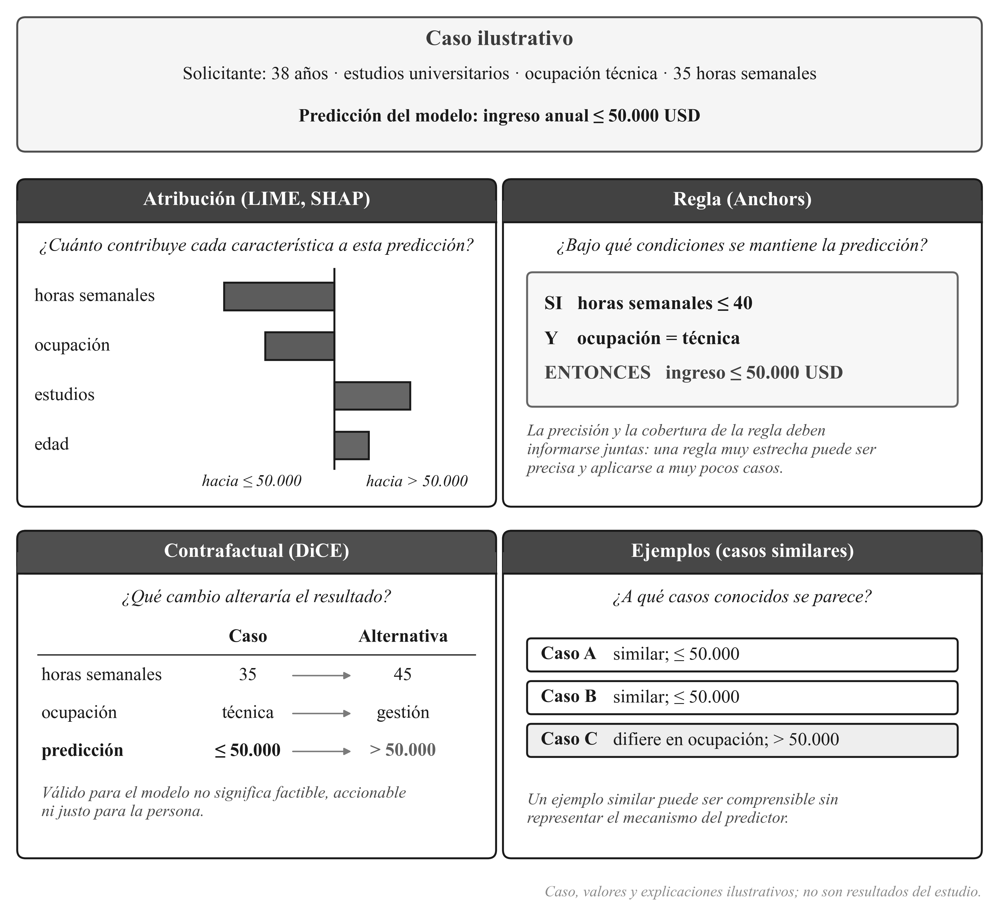 Caso ilustrativo
Solicitante: 38 años · estudios universitarios · ocupación técnica · 35 horas semanales
Predicción del modelo: ingreso anual ≤ 50.000 USD
Atribución (LIME, SHAP)
¿Cuánto contribuye cada característica a esta predicción?
horas semanales
ocupación
estudios
edad
hacia ≤ 50.000 hacia > 50.000
Regla (Anchors)
¿Bajo qué condiciones se mantiene la predicción?
SI horas semanales ≤ 40
Y ocupación = técnica
ENTONCES ingreso ≤ 50.000 USD
La precisión y la cobertura de la regla deben
informarse juntas: una regla muy estrecha puede ser
precisa y aplicarse a muy pocos casos.
Contrafactual (DiCE)
¿Qué cambio alteraría el resultado?
Caso Alternativa
horas semanales 35 45
ocupación técnica gestión
predicción ≤ 50.000 > 50.000
Válido para el modelo no significa factible, accionable
ni justo para la persona.
Ejemplos (casos similares)
¿A qué casos conocidos se parece?
Caso A similar; ≤ 50.000
Caso B similar; ≤ 50.000
Caso C difiere en ocupación; > 50.000
Un ejemplo similar puede ser comprensible sin
representar el mecanismo del predictor.
Caso, valores y explicaciones ilustrativos; no son resultados del estudio.